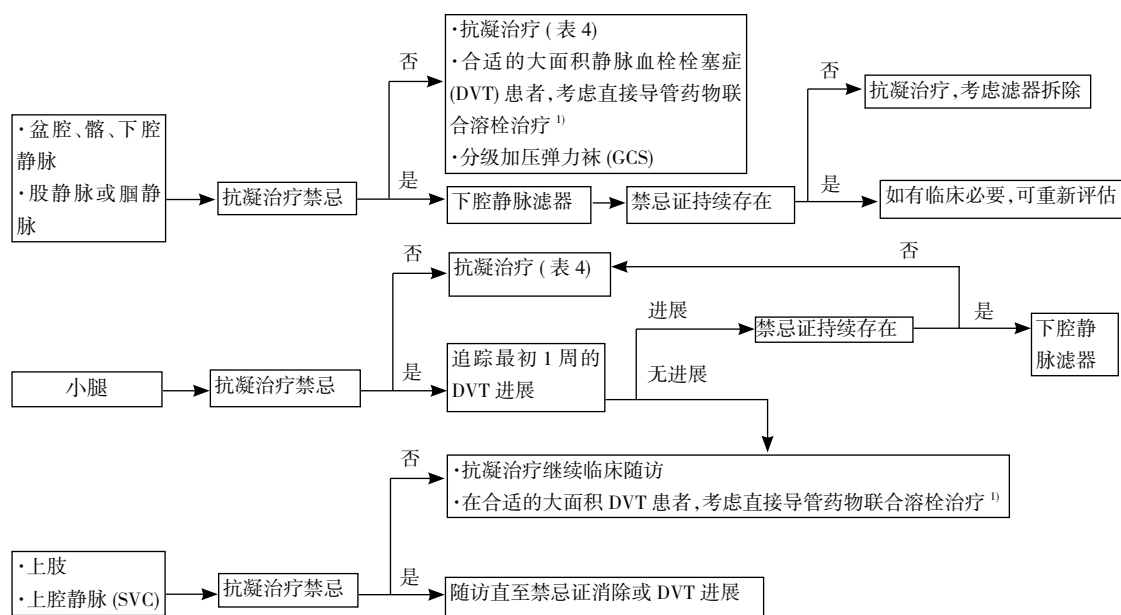 ·盆腔、髂、下腔
静脉
·股静脉或腘静
脉
抗凝治疗禁忌
否
·抗凝治疗(表 4)
·合适的大面积静脉血栓栓塞症
(DVT) 患者,考虑直接导管药物联
合溶栓治疗 1)
·分级加压弹力袜 (GCS)
是
下腔静脉滤器
禁忌证持续存在
否
抗凝治疗,考虑滤器拆除
是
如有临床必要,可重新评估
小腿
抗凝治疗禁忌
否
抗凝治疗(表 4)
是
追踪最初 1 周的
DVT 进展
进展
无进展
禁忌证持续存在
否
是
下腔静
脉滤器
·上肢
·上腔静脉 (SVC)
抗凝治疗禁忌
否
·抗凝治疗继续临床随访
·在合适的大面积 DVT 患者,考虑直接导管药物联合溶栓治疗 1)
是
随访直至禁忌证消除或 DVT 进展